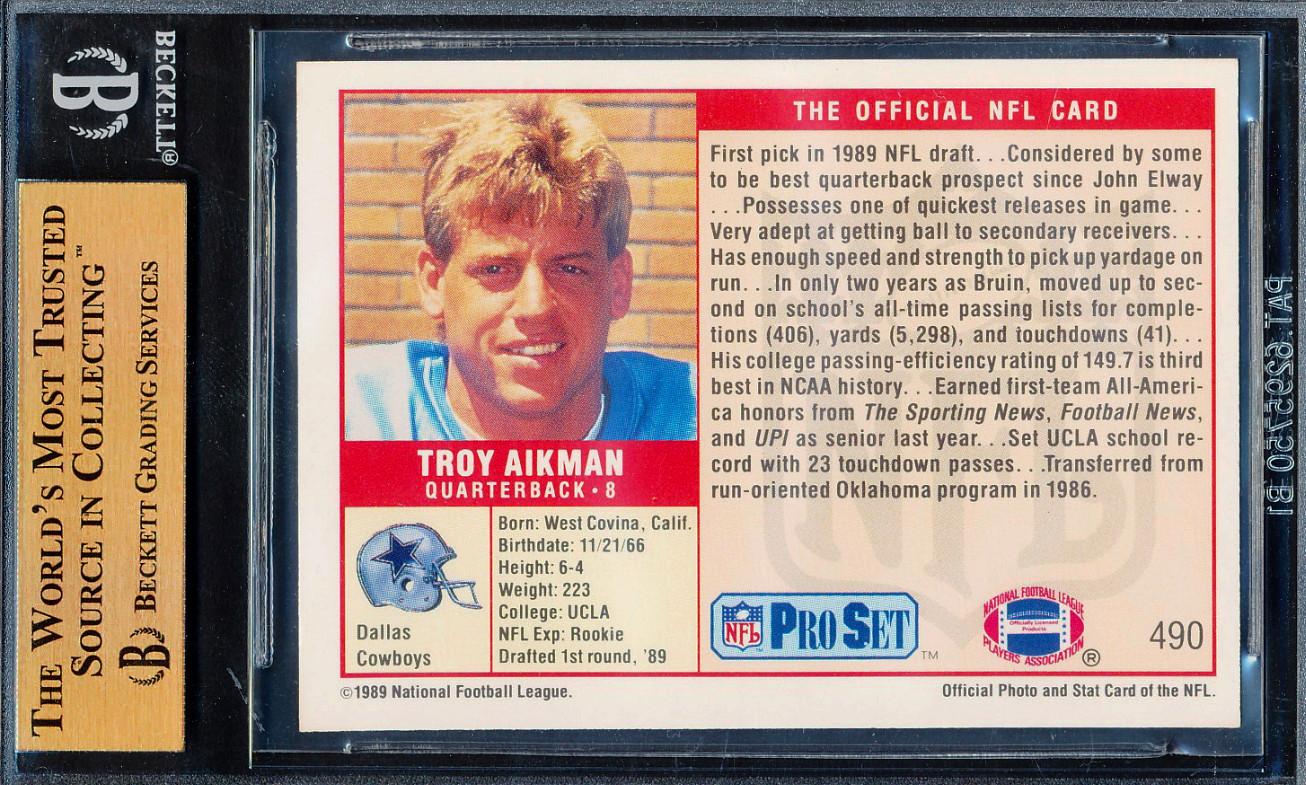 BECKETT®
B
THE WORLD'S MOST TRUSTED
SOURCE IN COLLECTING™
B BECKETT GRADING SERVICES
THE OFFICIAL NFL CARD
First pick in 1989 NFL draft. . .Considered by some
to be best quarterback prospect since John Elway
. . .Possesses one of quickest releases in game. . .
Very adept at getting ball to secondary receivers. . .
Has enough speed and strength to pick up yardage on
run. . .In only two years as Bruin, moved up to sec-
ond on school's all-time passing lists for comple-
tions (406), yards (5,298), and touchdowns (41). . .
His college passing-efficiency rating of 149.7 is third
best in NCAA history. . .Earned first-team All-Ameri-
ca honors from The Sporting News, Football News,
and UPI as senior last year. . .Set UCLA school re-
cord with 23 touchdown passes. . .Transferred from
run-oriented Oklahoma program in 1986.
TROY AIKMAN
QUARTERBACK • 8
Dallas
Cowboys
Born: West Covina, Calif.
Birthdate: 11/21/66
Height: 6-4
Weight: 223
College: UCLA
NFL Exp: Rookie
Drafted 1st round, '89
NFL PRO SET™
NATIONAL FOOTBALL LEAGUE
Officially Licensed
Products
PLAYERS ASSOCIATION®
490
©1989 National Football League.
Official Photo and Stat Card of the NFL.
NFL
PAT. 6295750 B1